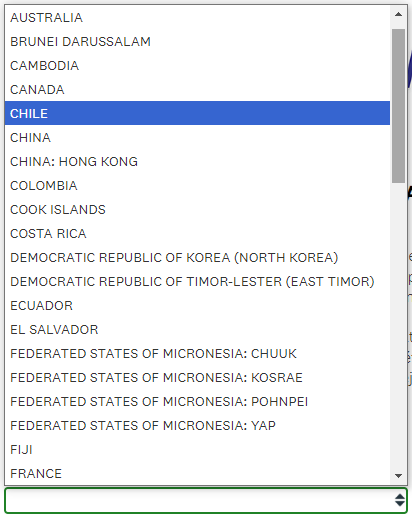 AUSTRALIA
BRUNEI DARUSSALAM
CAMBODIA
CANADA
CHILE
CHINA
CHINA: HONG KONG
COLOMBIA
COOK ISLANDS
COSTA RICA
DEMOCRATIC REPUBLIC OF KOREA (NORTH KOREA)
DEMOCRATIC REPUBLIC OF TIMOR-LESTER (EAST TIMOR)
ECUADOR
EL SALVADOR
FEDERATED STATES OF MICRONESIA: CHUUK
FEDERATED STATES OF MICRONESIA: KOSRAE
FEDERATED STATES OF MICRONESIA: POHNPEI
FEDERATED STATES OF MICRONESIA: YAP
FIJI
FRANCE